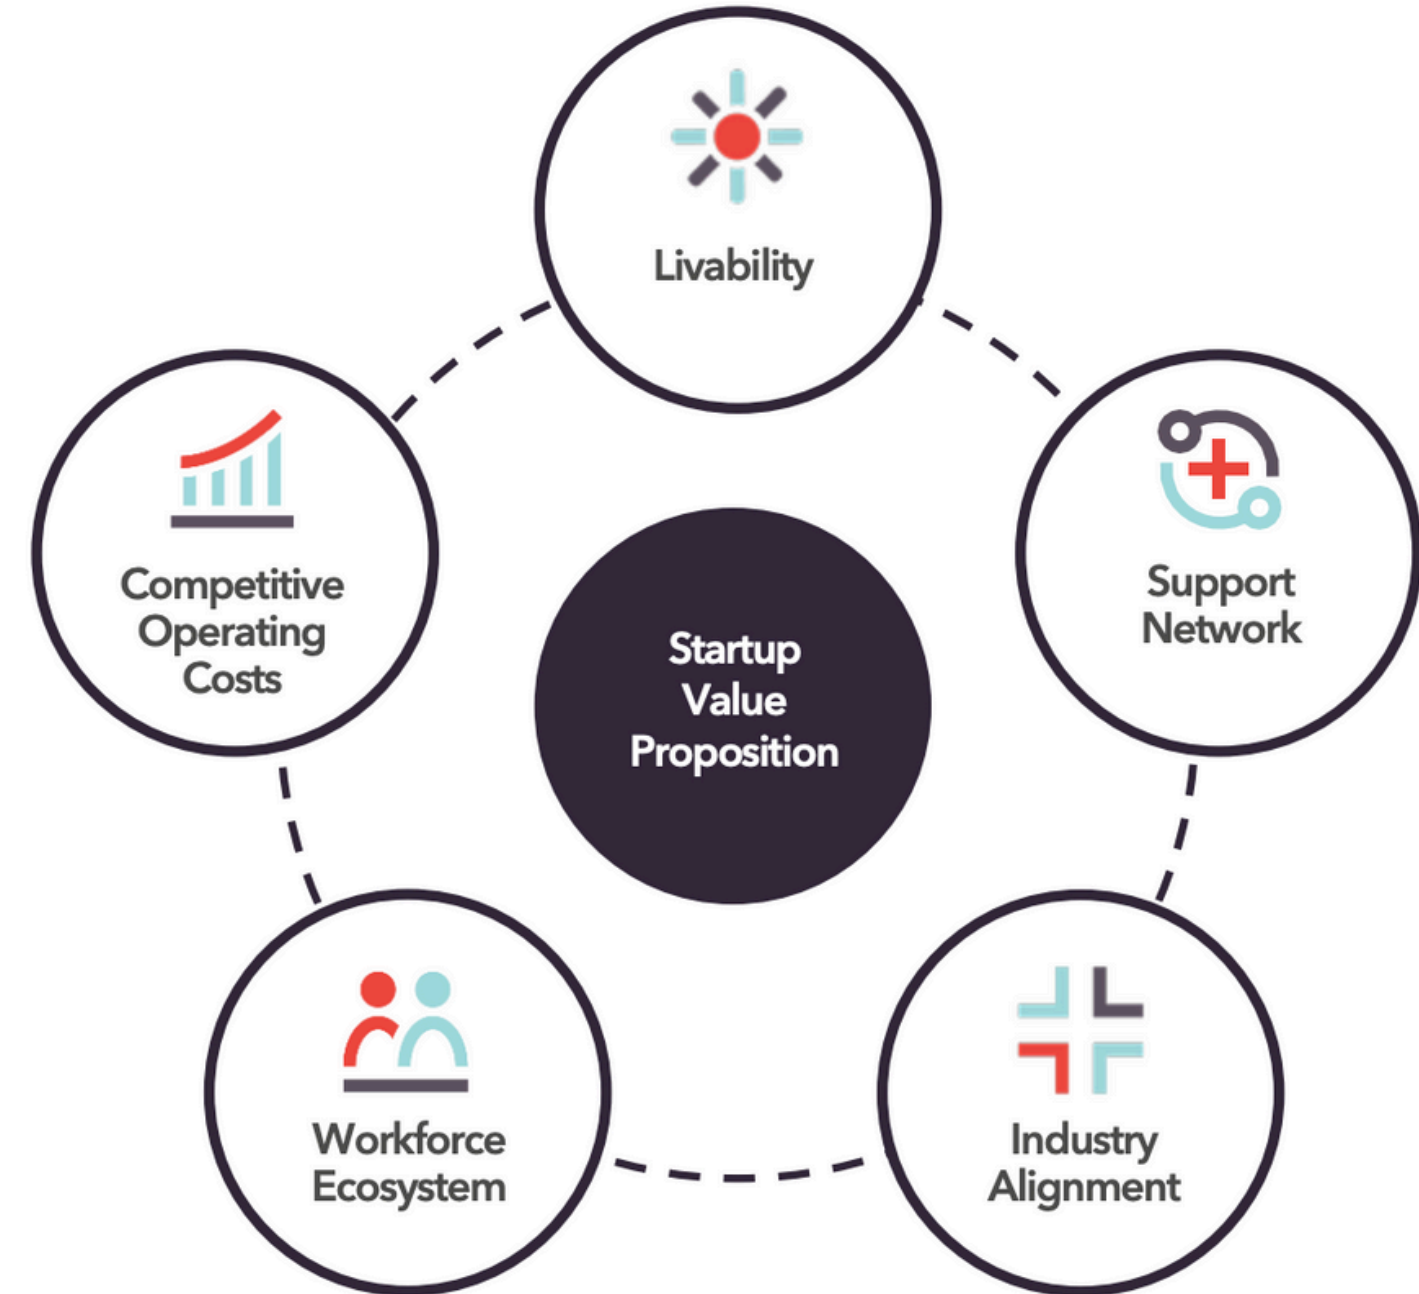 Livability
Competitive
Operating
Costs
Support
Network
Startup
Value
Proposition
Workforce
Ecosystem
Industry
Alignment